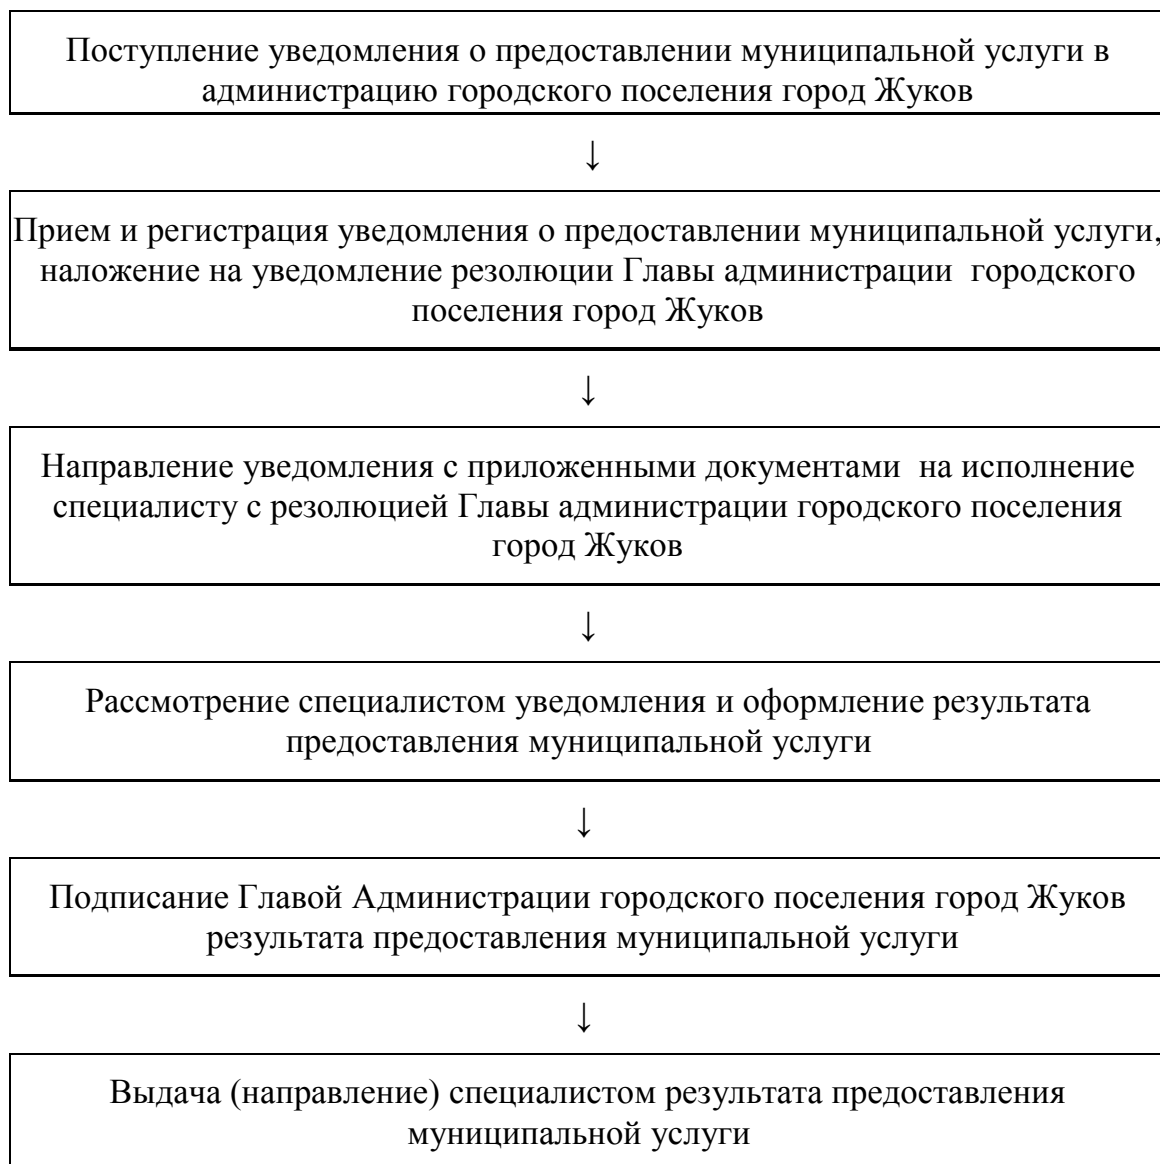 Поступление уведомления о предоставлении муниципальной услуги в
администрацию городского поселения город Жуков
↓
Прием и регистрация уведомления о предоставлении муниципальной услуги,
наложение на уведомление резолюции Главы администрации городского
поселения город Жуков
↓
Направление уведомления с приложенными документами на исполнение
специалисту с резолюцией Главы администрации городского поселения
город Жуков
↓
Рассмотрение специалистом уведомления и оформление результата
предоставления муниципальной услуги
↓
Подписание Главой Администрации городского поселения город Жуков
результата предоставления муниципальной услуги
↓
Выдача (направление) специалистом результата предоставления
муниципальной услуги